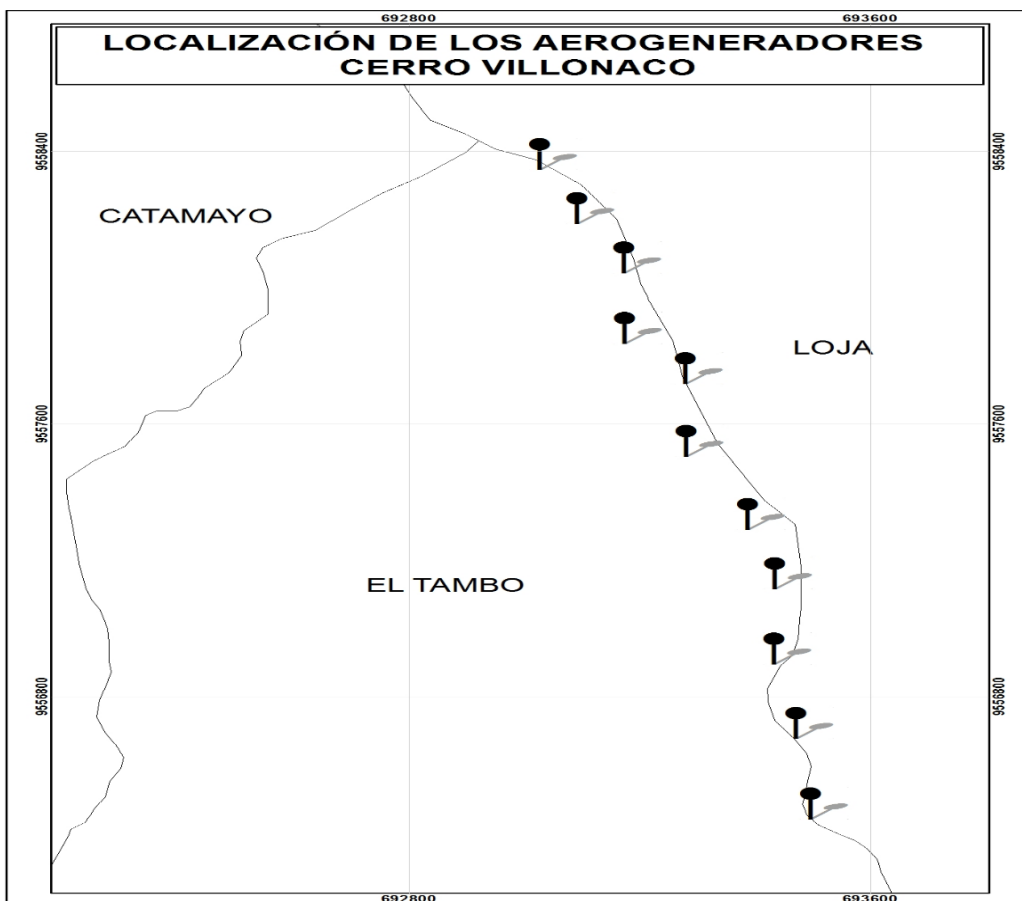 692800 693600
LOCALIZACIÓN DE LOS AEROGENERADORES
CERRO VILLONACO
9558400 9558400
CATAMAYO
LOJA
9557600 9557600
EL TAMBO
9556800 9556800
692800 693600